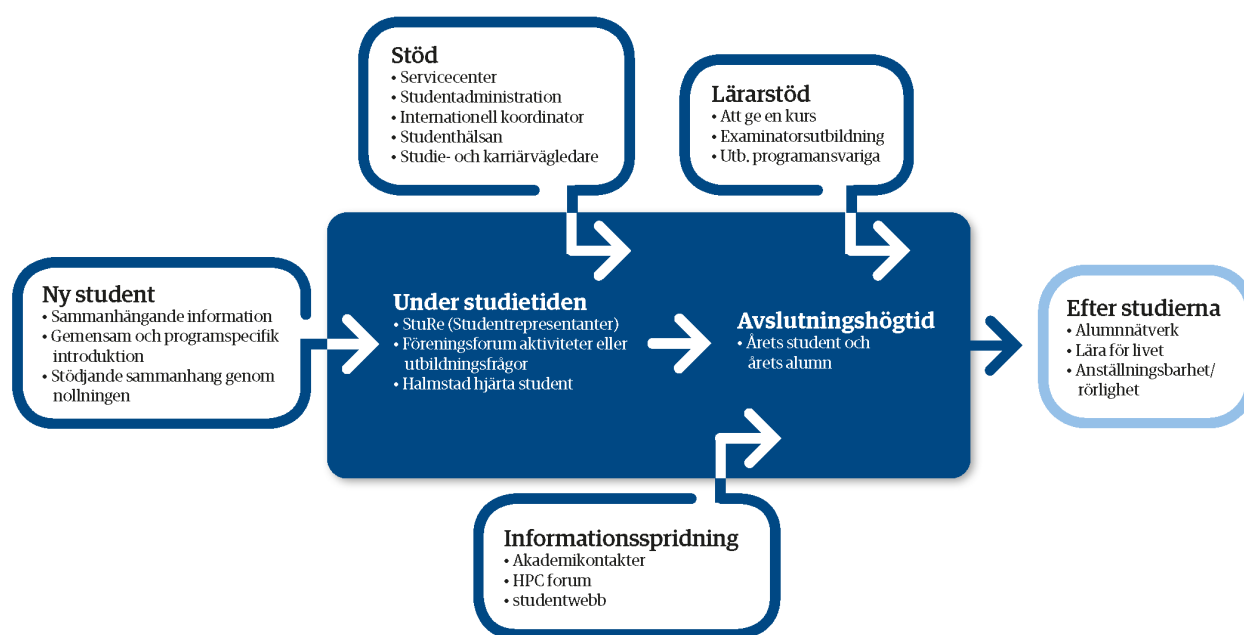 Stöd
• Servicecenter
• Studentadministration
• Internationell koordinator
• Studenthälsan
• Studie- och karriärvägledare
Lärarstöd
• Att ge en kurs
• Examinatorsutbildning
• Utb. programansvariga
Ny student
• Sammanhängande information
• Gemensam och programspecifik
introduktion
• Stödjande sammanhang genom
nollningen
Under studietiden
• StuRe (Studentrepresentanter)
• Föreningsforum aktiviteter eller
utbildningsfrågor
• Halmstad hjärta student
Avslutningshögtid
• Årets student och
årets alumn
Efter studierna
• Alumnnätverk
• Lära för livet
• Anställningsbarhet/
rörlighet
Informationsspridning
• Akademikontakter
• HPC forum
• studentwebb